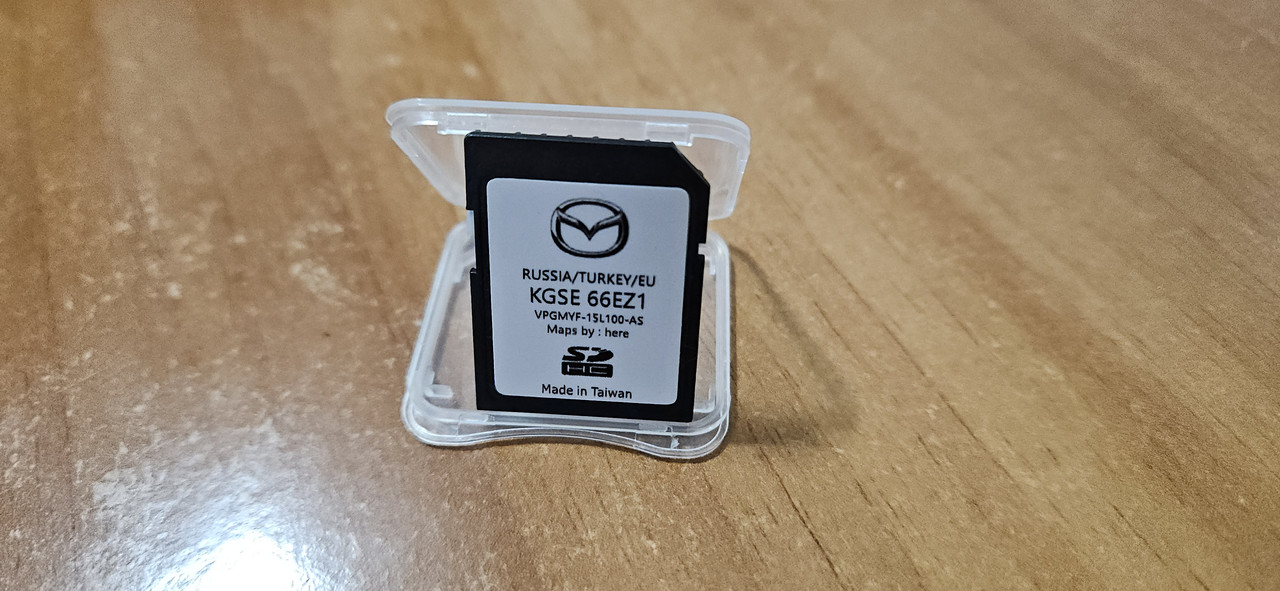 RUSSIA/TURKEY/EU
KGSE 66EZ1
VPGMYF-15L100-AS
Maps by : here
SD
HC
Made in Taiwan